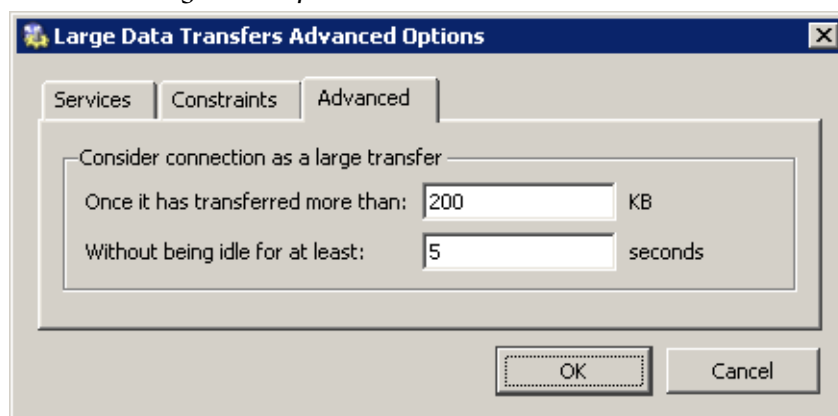 Large Data Transfers Advanced Options
Services Constraints Advanced
Consider connection as a large transfer
Once it has transferred more than: 200 KB
Without being idle for at least: 5 seconds
OK Cancel